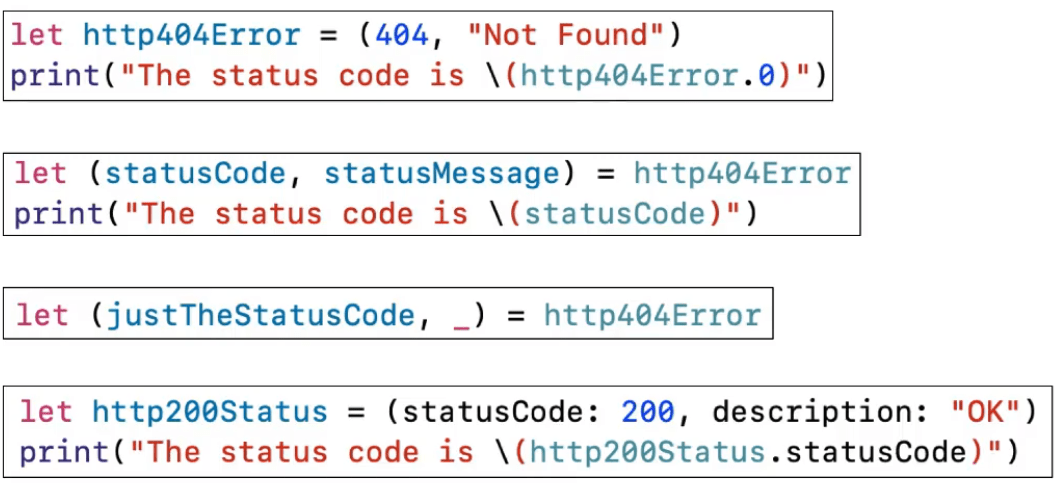 let http404Error = (404, "Not Found")
print("The status code is \(http404Error.0)")
let (statusCode, statusMessage) = http404Error
print("The status code is \(statusCode)")
let (justTheStatusCode, _) = http404Error
let http200Status = (statusCode: 200, description: "OK")
print("The status code is \(http200Status.statusCode)")